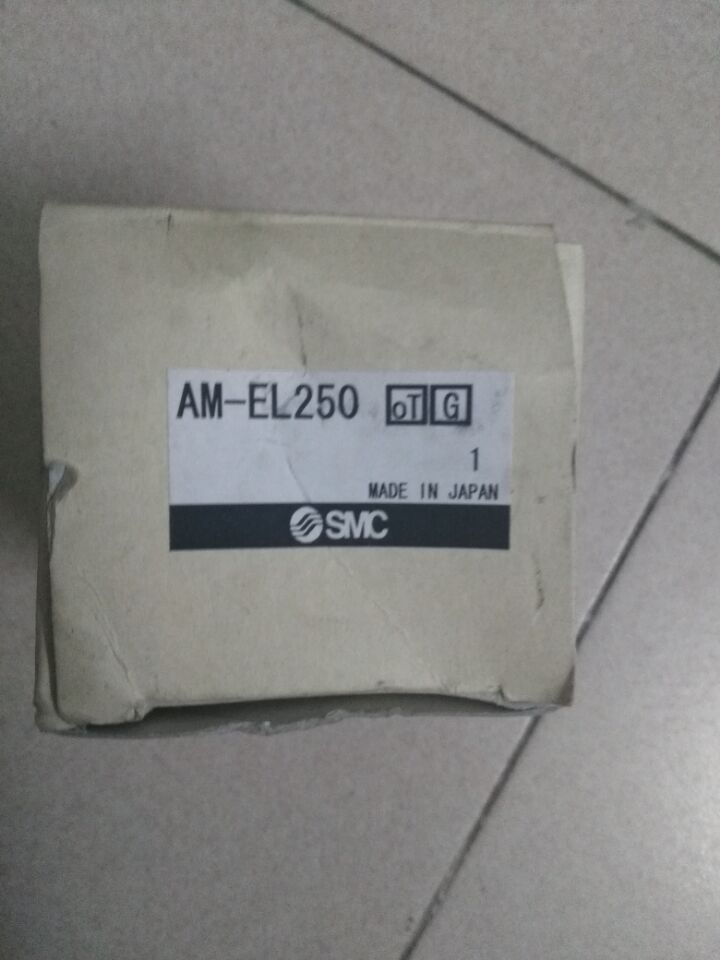 AM-EL250 oT G
1
MADE IN JAPAN
SMC